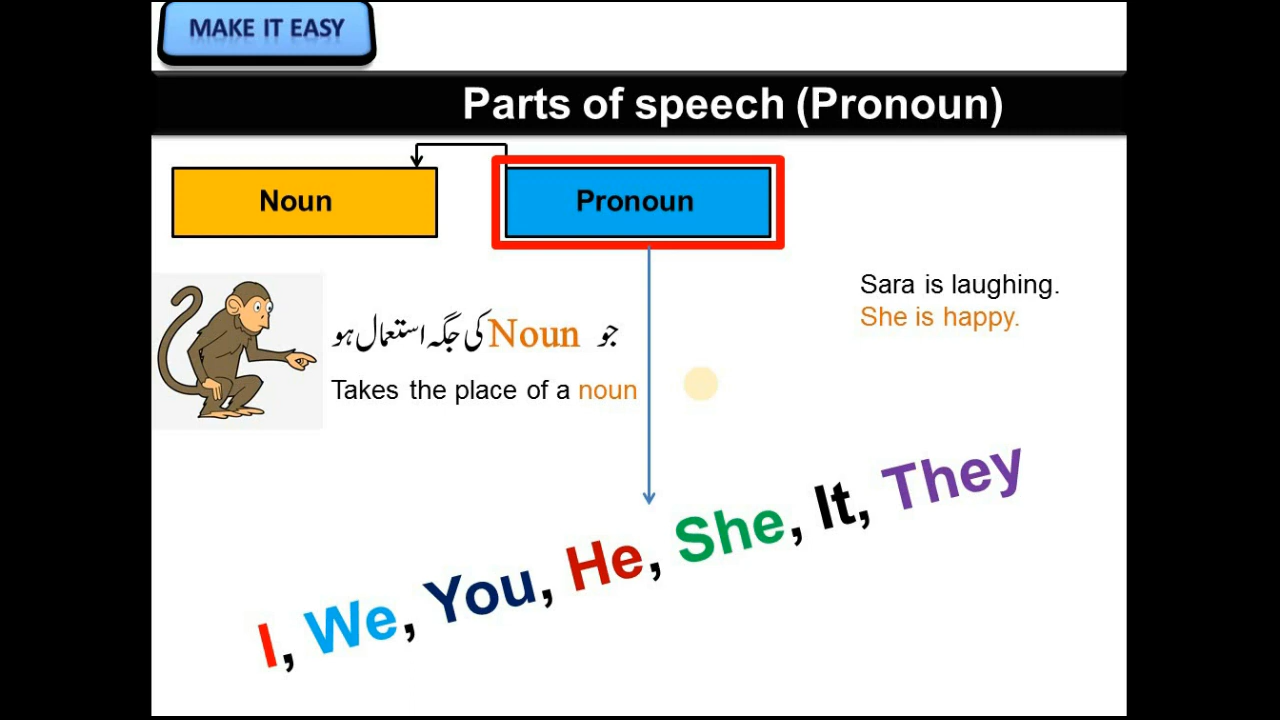 MAKE IT EASY
Parts of speech (Pronoun)
Noun
Pronoun
جو Noun کی جگہ استعمال ہو
Takes the place of a noun
Sara is laughing.
She is happy.
I, We, You, He, She, It, They